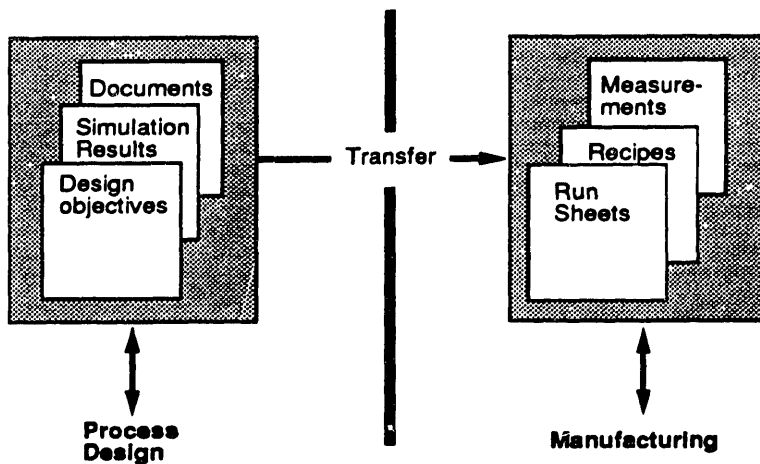 Documents
Simulation
Results
Design
objectives
Transfer
Measure-
ments
Recipes
Run
Sheets
Process
Design
Manufacturing